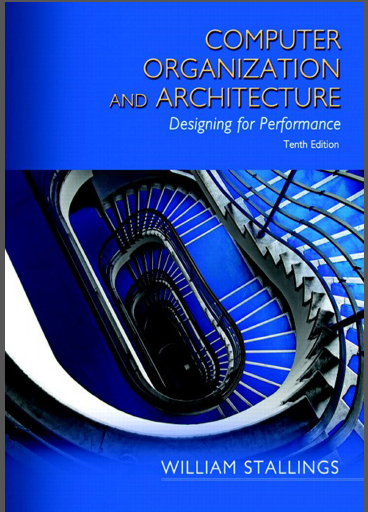 COMPUTER
ORGANIZATION
AND ARCHITECTURE
Designing for Performance
Tenth Edition
WILLIAM STALLINGS